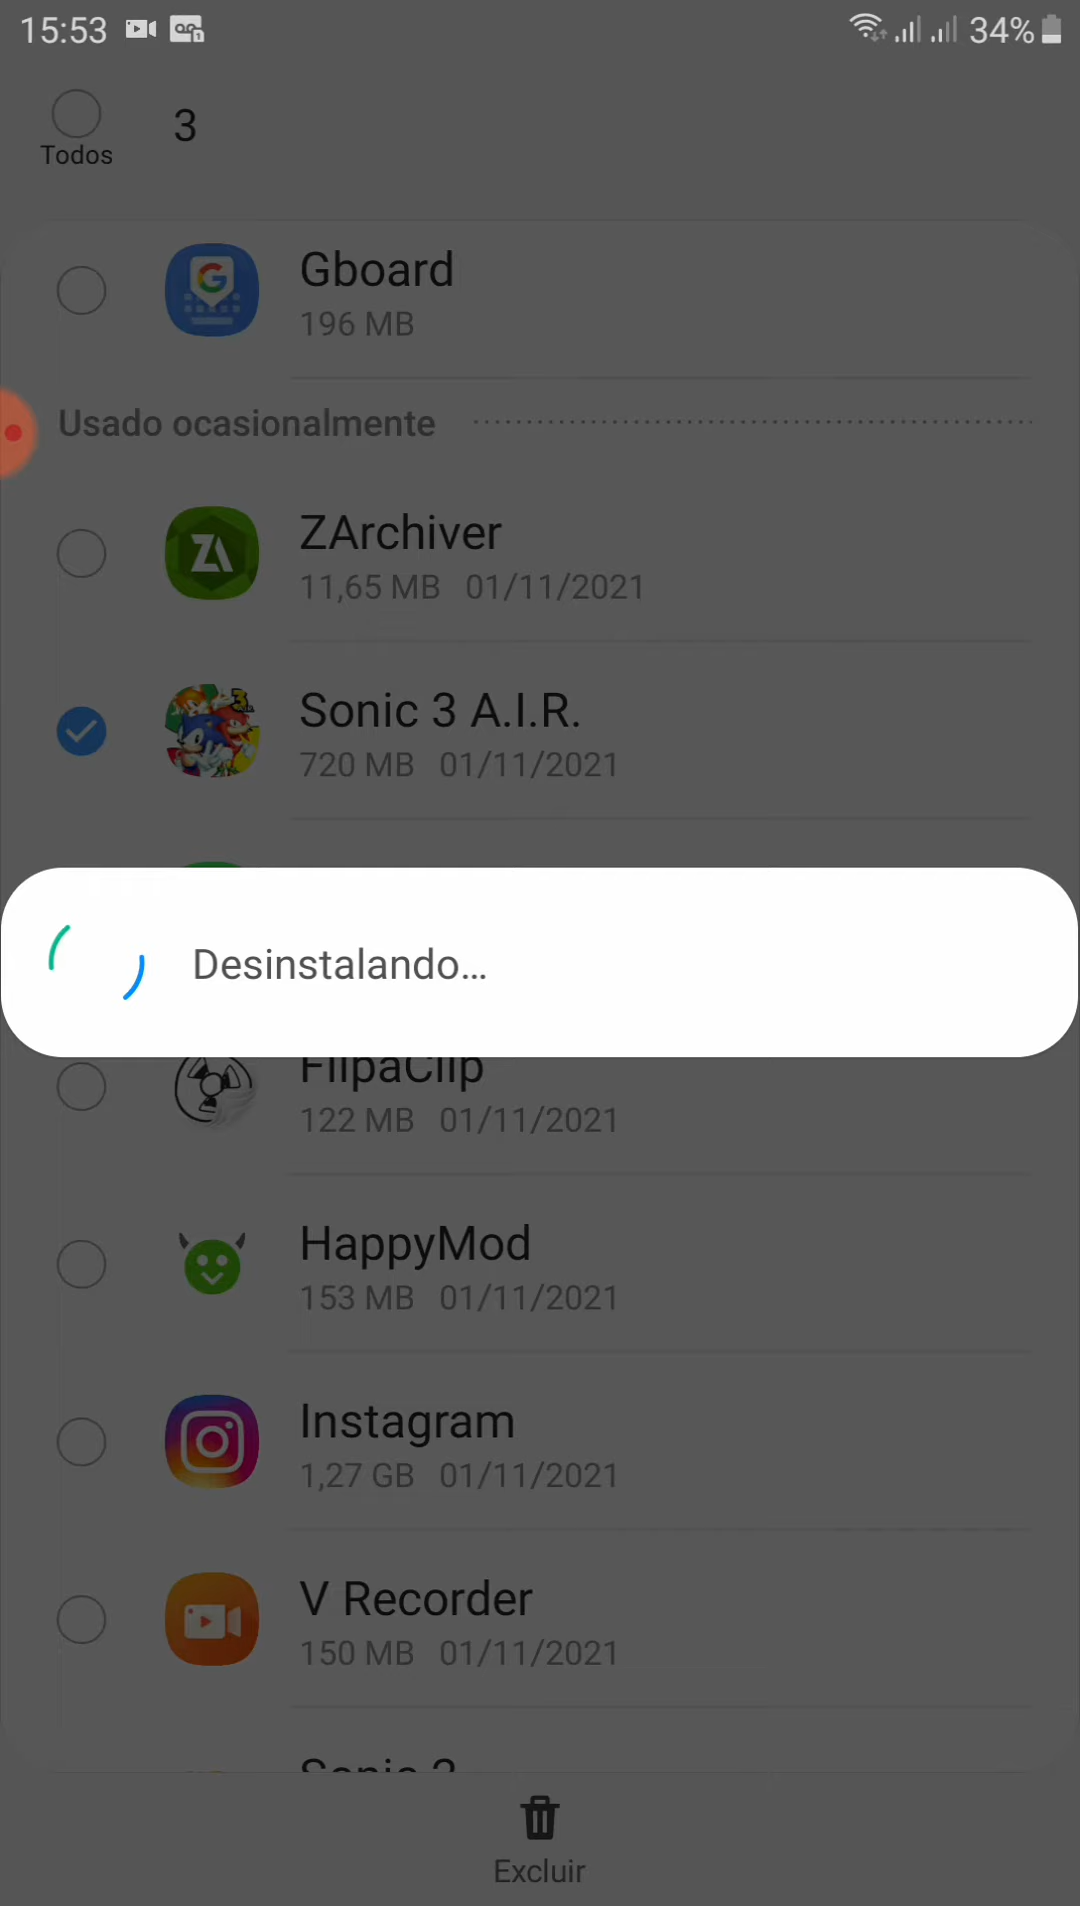 15:53
34%
3
Todos
Gboard
196 MB
Usado ocasionalmente
ZArchiver
11,65 MB 01/11/2021
Sonic 3 A.I.R.
720 MB 01/11/2021
Desinstalando...
FlipaClip
122 MB 01/11/2021
HappyMod
153 MB 01/11/2021
Instagram
1,27 GB 01/11/2021
V Recorder
150 MB 01/11/2021
Excluir